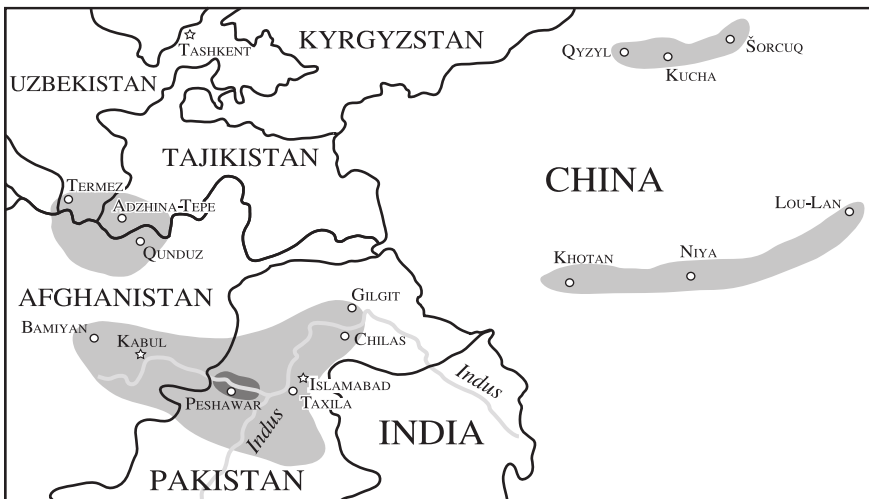 KYRGYZSTAN
TASHKENT
UZBEKISTAN
QYZYL
KUCHA
ŠORCUQ
TAJIKISTAN
CHINA
TERMEZ
ADZHINA-TEPE
QUNDUZ
LOU-LAN
KHOTAN
NIYA
AFGHANISTAN
GILGIT
BAMIYAN
KABUL
CHILAS
Indus
ISLAMABAD
PESHAWAR
TAXILA
Indus
INDIA
PAKISTAN